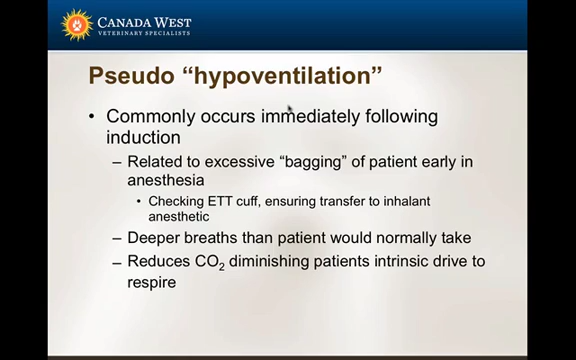 CANADA WEST
VETERINARY SPECIALISTS
Pseudo “hypoventilation”
• Commonly occurs immediately following
induction
– Related to excessive “bagging” of patient early in
anesthesia
• Checking ETT cuff, ensuring transfer to inhalant
anesthetic
– Deeper breaths than patient would normally take
– Reduces CO₂ diminishing patients intrinsic drive to
respire